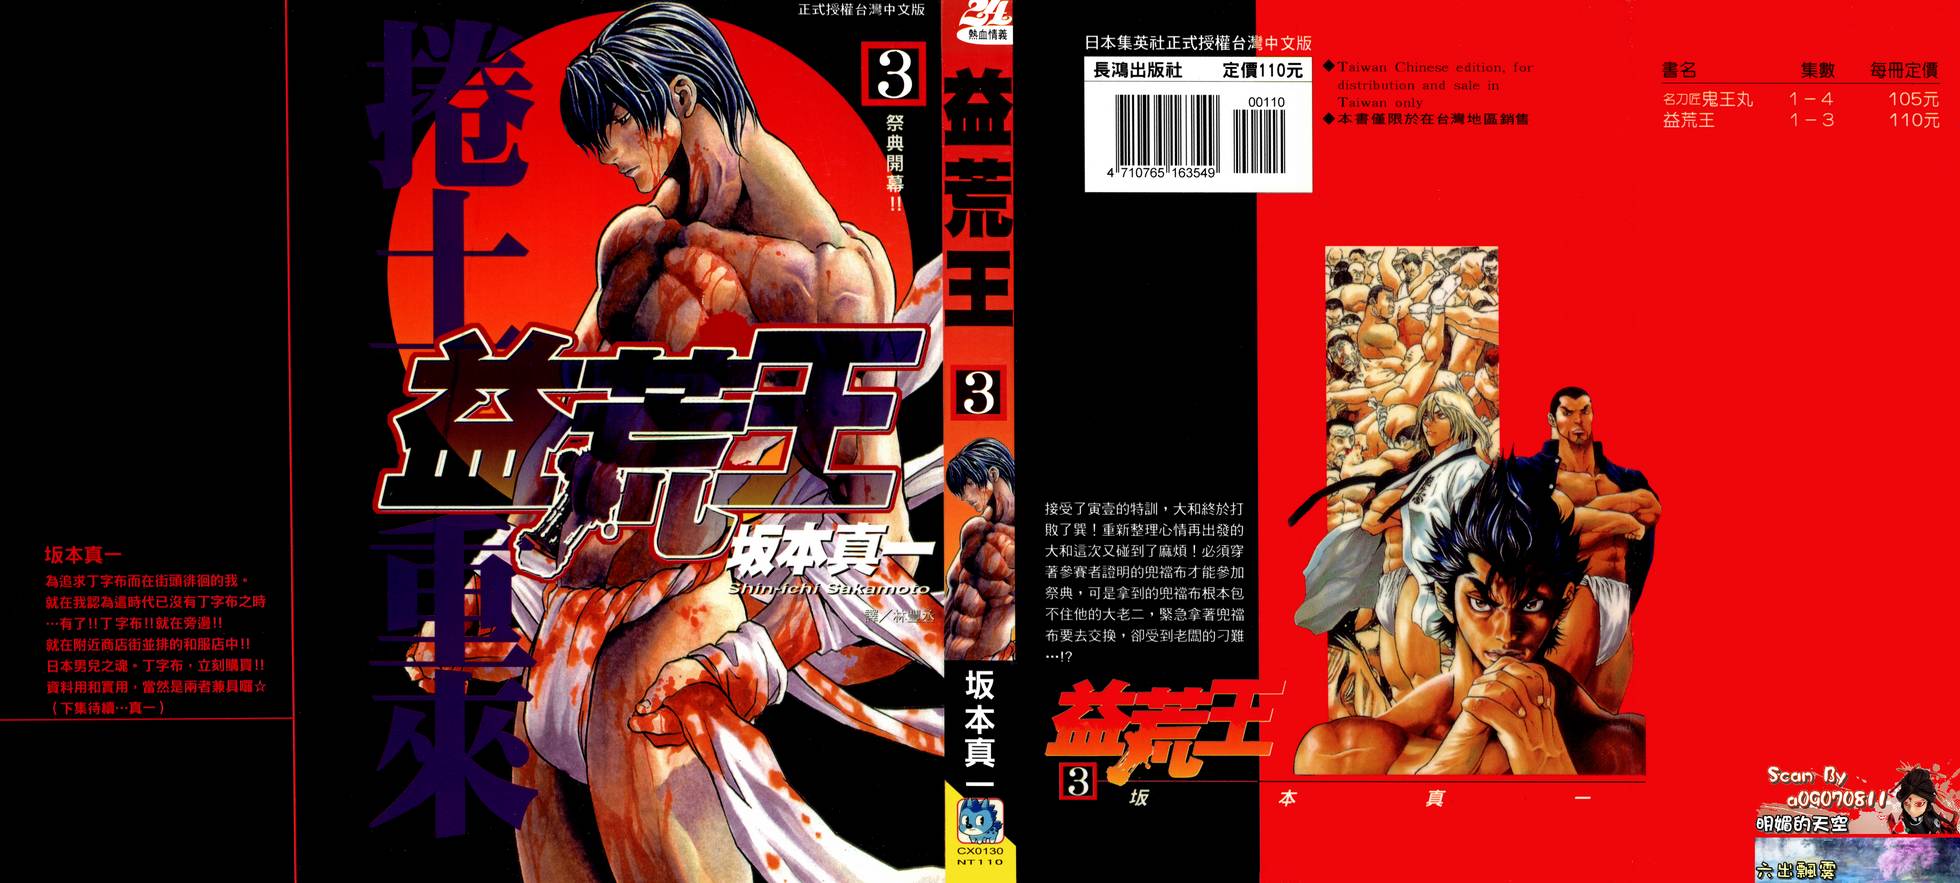 坂本真一
為追求丁字布而在街頭徘徊的我。
就在我認為這時代已沒有丁字布之時
…有了!!丁字布!!就在旁邊!!
就在附近商店街並排的和服店中!!
日本男兒之魂。丁字布，立刻購買!!
資料用和實用，當然是兩者兼具囉☆
（下集待續…真一）
捲土重來
正式授權台灣中文版
3
祭典開幕!!
益荒王
坂本真一
Shin-ichi Sakamoto
譯／林豐丞
熱血情義
益荒王
3
坂本真一
CX0130
NT110
日本集英社正式授權台灣中文版
長鴻出版社 定價110元
00110
4 710765 163549
◆Taiwan Chinese edition, for
distribution and sale in
Taiwan only
◆本書僅限於在台灣地區銷售
書名 集數 每冊定價
名刀匠鬼王丸 1－4 105元
益荒王 1－3 110元
接受了寅壹的特訓，大和終於打
敗了巽！重新整理心情再出發的
大和這次又碰到了麻煩！必須穿
著參賽者證明的兜襠布才能參加
祭典，可是拿到的兜襠布根本包
不住他的大老二，緊急拿著兜襠
布要去交換，卻受到老闆的刁難
…!?
益荒王
3
坂本真一
Scan By
a09070811
明媚的天空
六出飄雯